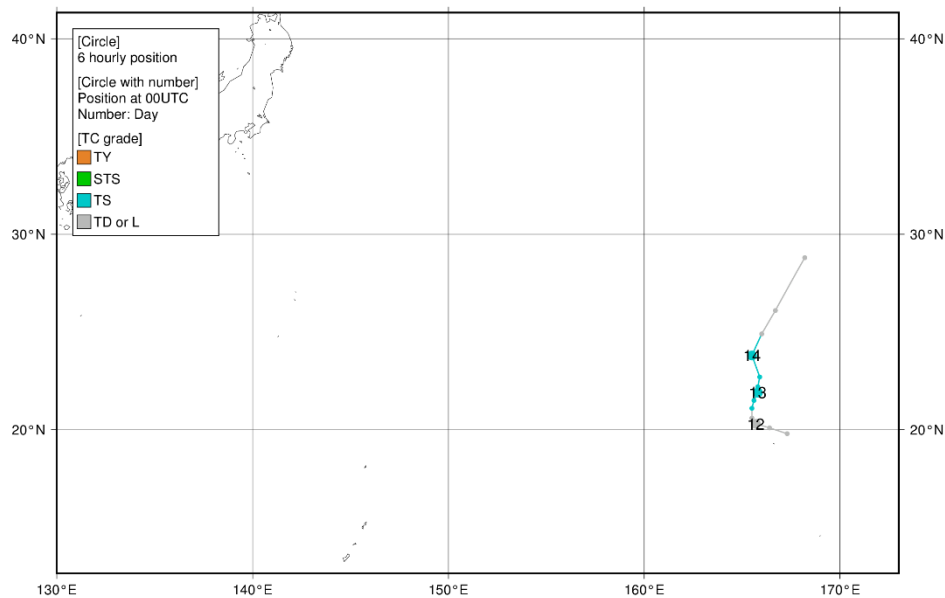 [Circle]
6 hourly position
[Circle with number]
Position at 00UTC
Number: Day
[TC grade]
TY
STS
TS
TD or L
40°N
40°N
30°N
30°N
14
13
12
20°N
20°N
130°E
140°E
150°E
160°E
170°E